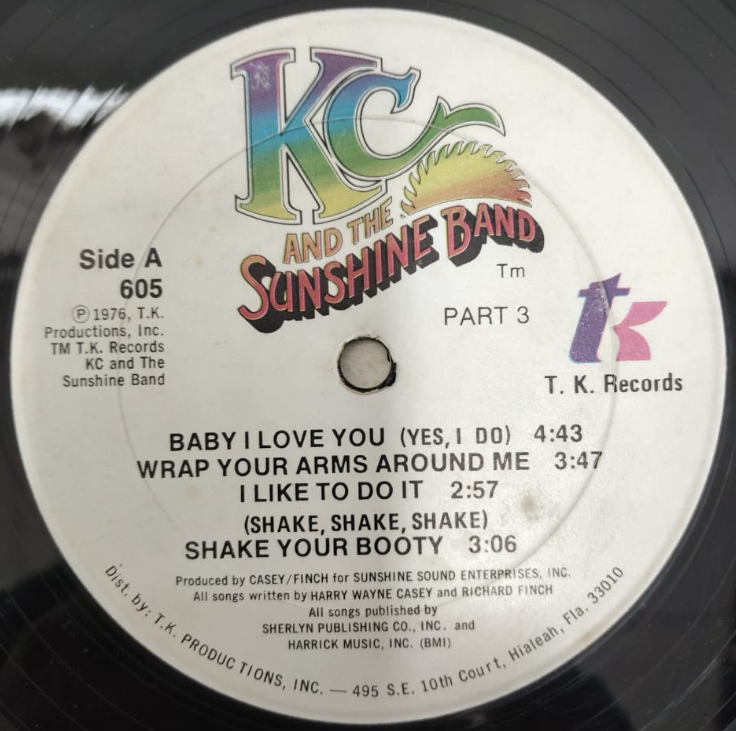 KC
AND THE
SUNSHINE BAND
Tm
Side A
605
Ⓟ1976, T.K.
Productions, Inc.
TM T.K. Records
KC and The
Sunshine Band
PART 3
tk
T. K. Records
BABY I LOVE YOU (YES, I DO) 4:43
WRAP YOUR ARMS AROUND ME 3:47
I LIKE TO DO IT 2:57
(SHAKE, SHAKE, SHAKE)
SHAKE YOUR BOOTY 3:06
Produced by CASEY/FINCH for SUNSHINE SOUND ENTERPRISES, INC.
All songs written by HARRY WAYNE CASEY and RICHARD FINCH
All songs published by
SHERLYN PUBLISHING CO., INC. and
HARRICK MUSIC, INC. (BMI)
Dist. by: T.K. PRODUCTIONS, INC. — 495 S.E. 10th Court, Hialeah, Fla. 33010